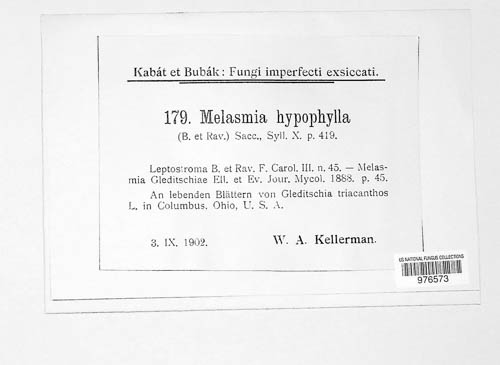 Kabát et Bubák: Fungi imperfecti exsiccati.
179. Melasmia hypophylla
(B. et Rav.) Sacc., Syll. X. p. 419.
Leptostroma B. et Rav. F. Carol. III. n. 45. — Melas-
mia Gleditschiae Ell. et Ev. Jour. Mycol. 1888. p. 45.
An lebenden Blättern von Gleditschia triacanthos
L. in Columbus, Ohio, U. S. A.
3. IX. 1902. W. A. Kellerman.
US NATIONAL FUNGUS COLLECTIONS
976573